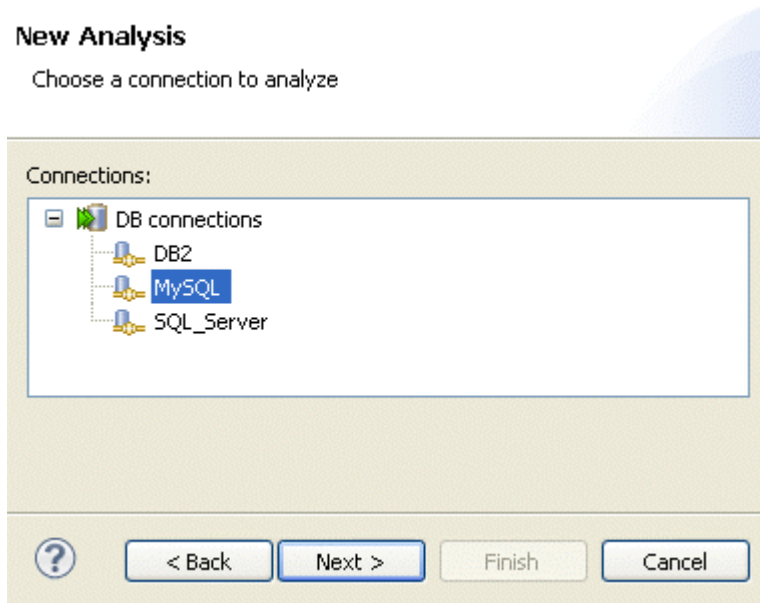 New Analysis
Choose a connection to analyze
Connections:
DB connections
DB2
MySQL
SQL_Server
?
< Back
Next >
Finish
Cancel